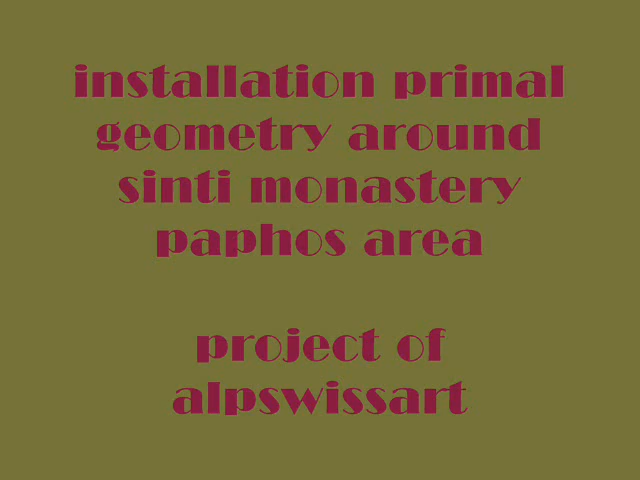 installation primal
geometry around
sinti monastery
paphos area
project of
alpswissart